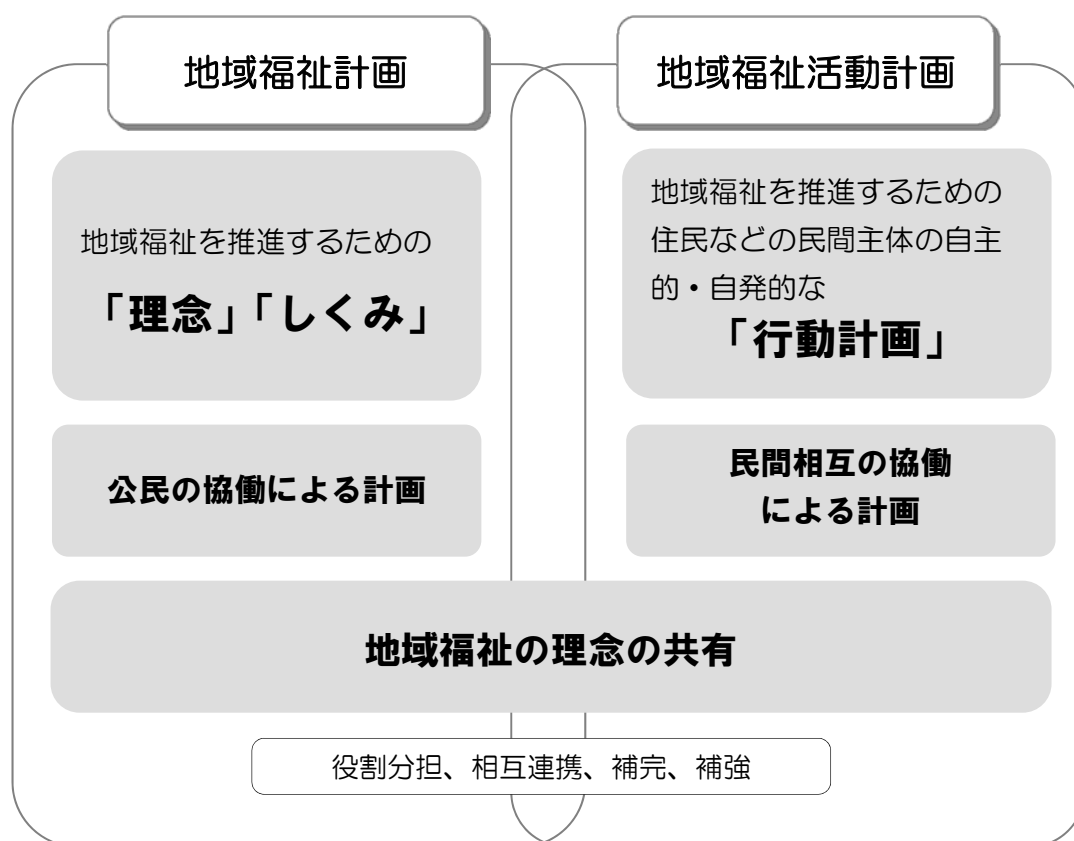 地域福祉計画
地域福祉活動計画
地域福祉を推進するための
「理念」「しくみ」
地域福祉を推進するための
住民などの民間主体の自主
的・自発的な
「行動計画」
公民の協働による計画
民間相互の協働
による計画
地域福祉の理念の共有
役割分担、相互連携、補完、補強